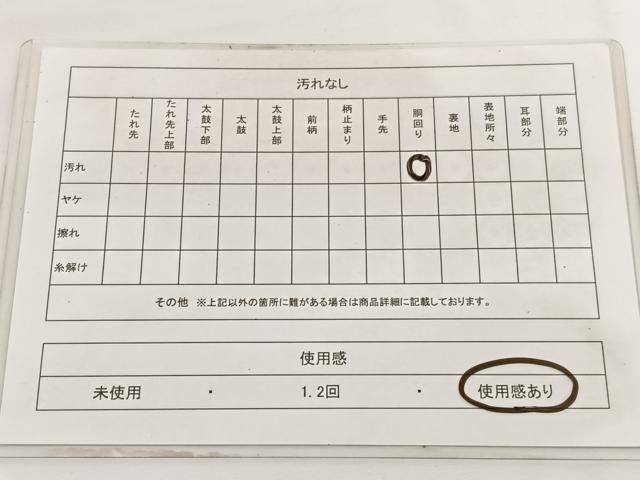 汚れなし
たれ先 たれ先上部 太鼓下部 太鼓 太鼓上部 前柄 柄止まり 手先 胴回り 裏地 表地所々 耳部分 端部分
汚れ ○
ヤケ
擦れ
糸解け
その他 ※上記以外の箇所に難がある場合は商品詳細に記載しております。
使用感
未使用 ・ 1.2回 ・ 使用感あり